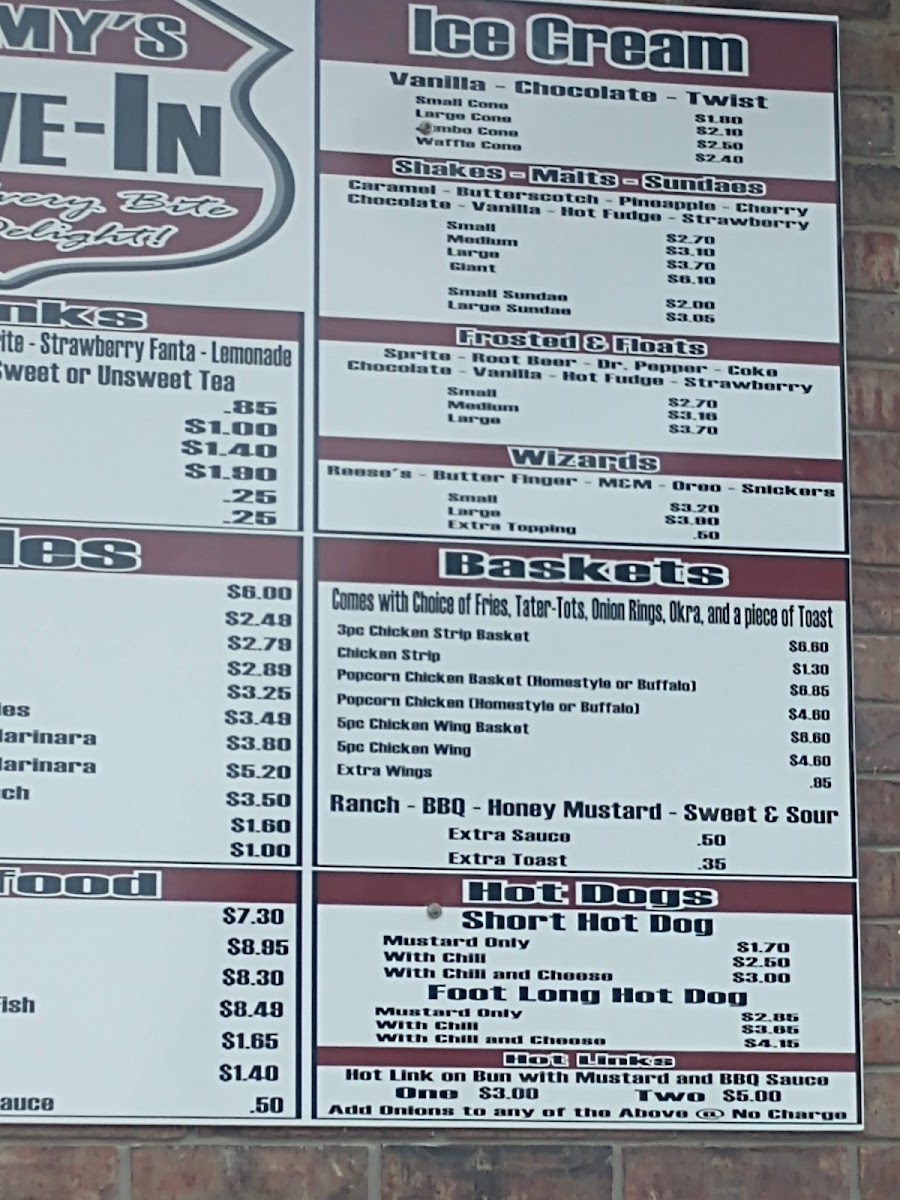 MY'S
VE-IN
very Bite
Delight!
nks
rite - Strawberry Fanta - Lemonade
Sweet or Unsweet Tea
.85
$1.00
$1.40
$1.90
.25
.25
les
$6.00
$2.49
$2.79
$2.89
$3.25
ies $3.49
Marinara $3.80
Marinara $5.20
ch $3.50
$1.60
$1.00
food
$7.30
$8.95
$8.30
Fish $8.49
$1.65
$1.40
auce .50
Ice Cream
Vanilla - Chocolate - Twist
Small Cone $1.80
Large Cone $2.10
mbo Cone $2.50
Waffle Cone $2.40
Shakes - Malts - Sundaes
Caramel - Butterscotch - Pineapple - Cherry
Chocolate - Vanilla - Hot Fudge - Strawberry
Small $2.70
Medium $3.10
Large $3.70
Giant $6.10
Small Sundae $2.00
Large Sundae $3.05
Frosted & Floats
Sprite - Root Beer - Dr. Pepper - Coke
Chocolate - Vanilla - Hot Fudge - Strawberry
Small $2.70
Medium $3.16
Large $3.70
Wizards
Reese's - Butter Finger - M&M - Oreo - Snickers
Small $3.20
Large $3.90
Extra Topping .50
Baskets
Comes with Choice of Fries, Tater-Tots, Onion Rings, Okra, and a piece of Toast
3pc Chicken Strip Basket $6.60
Chicken Strip $1.30
Popcorn Chicken Basket (Homestyle or Buffalo) $6.85
Popcorn Chicken (Homestyle or Buffalo) $4.60
5pc Chicken Wing Basket $6.60
5pc Chicken Wing $4.60
Extra Wings .95
Ranch - BBQ - Honey Mustard - Sweet & Sour
Extra Sauce .50
Extra Toast .35
Hot Dogs
Short Hot Dog
Mustard Only $1.70
With Chili $2.50
With Chili and Cheese $3.00
Foot Long Hot Dog
Mustard Only $2.85
With Chili $3.65
With Chili and Cheese $4.15
Hot Links
Hot Link on Bun with Mustard and BBQ Sauce
One $3.00 Two $5.00
Add Onions to any of the Above @ No Charge